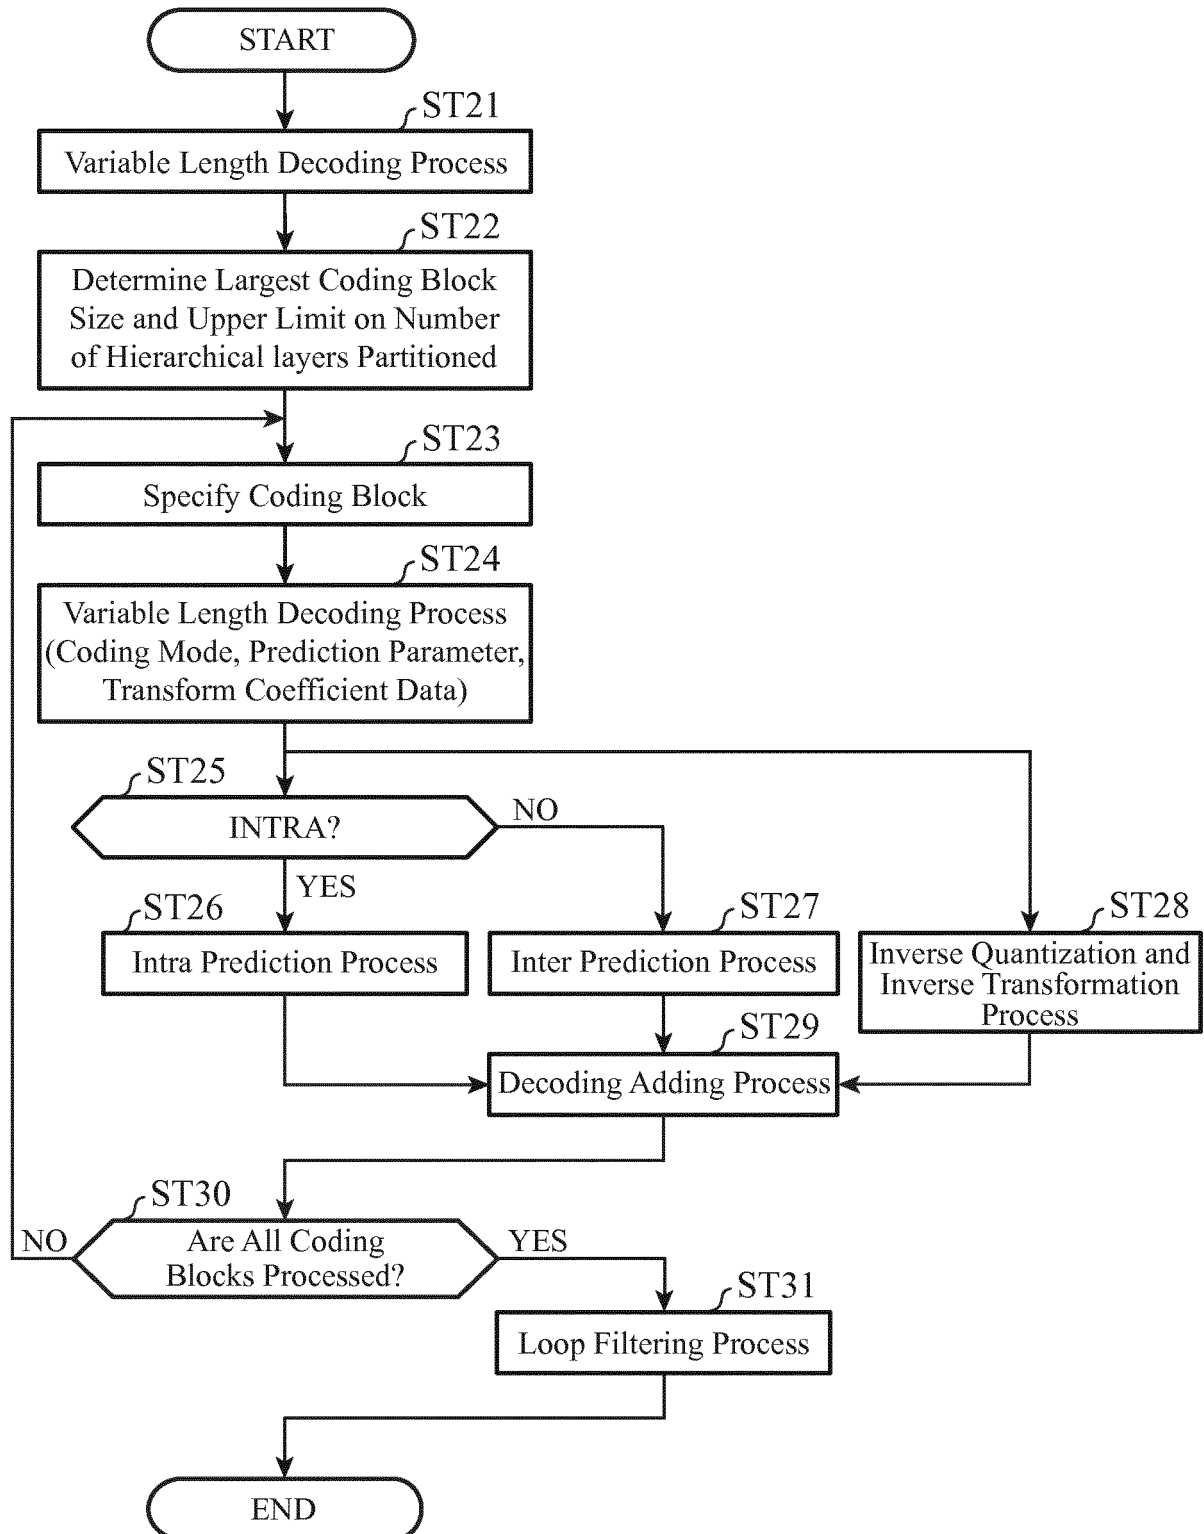 START
ST21
Variable Length Decoding Process
ST22
Determine Largest Coding Block
Size and Upper Limit on Number
of Hierarchical layers Partitioned
ST23
Specify Coding Block
ST24
Variable Length Decoding Process
(Coding Mode, Prediction Parameter,
Transform Coefficient Data)
ST25
INTRA?
NO
YES
ST26
Intra Prediction Process
ST27
Inter Prediction Process
ST28
Inverse Quantization and
Inverse Transformation
Process
ST29
Decoding Adding Process
ST30
Are All Coding
Blocks Processed?
NO
YES
ST31
Loop Filtering Process
END